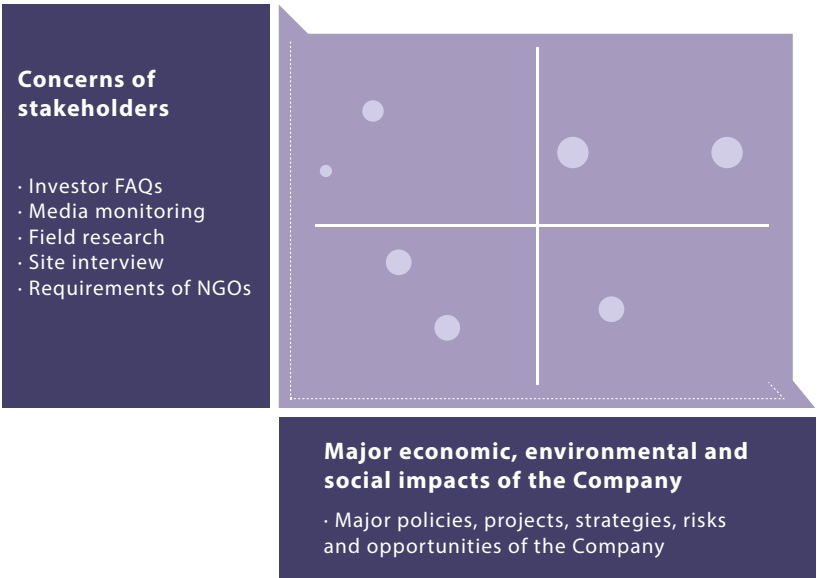 Concerns of
stakeholders
· Investor FAQs
· Media monitoring
· Field research
· Site interview
· Requirements of NGOs
Major economic, environmental and
social impacts of the Company
· Major policies, projects, strategies, risks
and opportunities of the Company